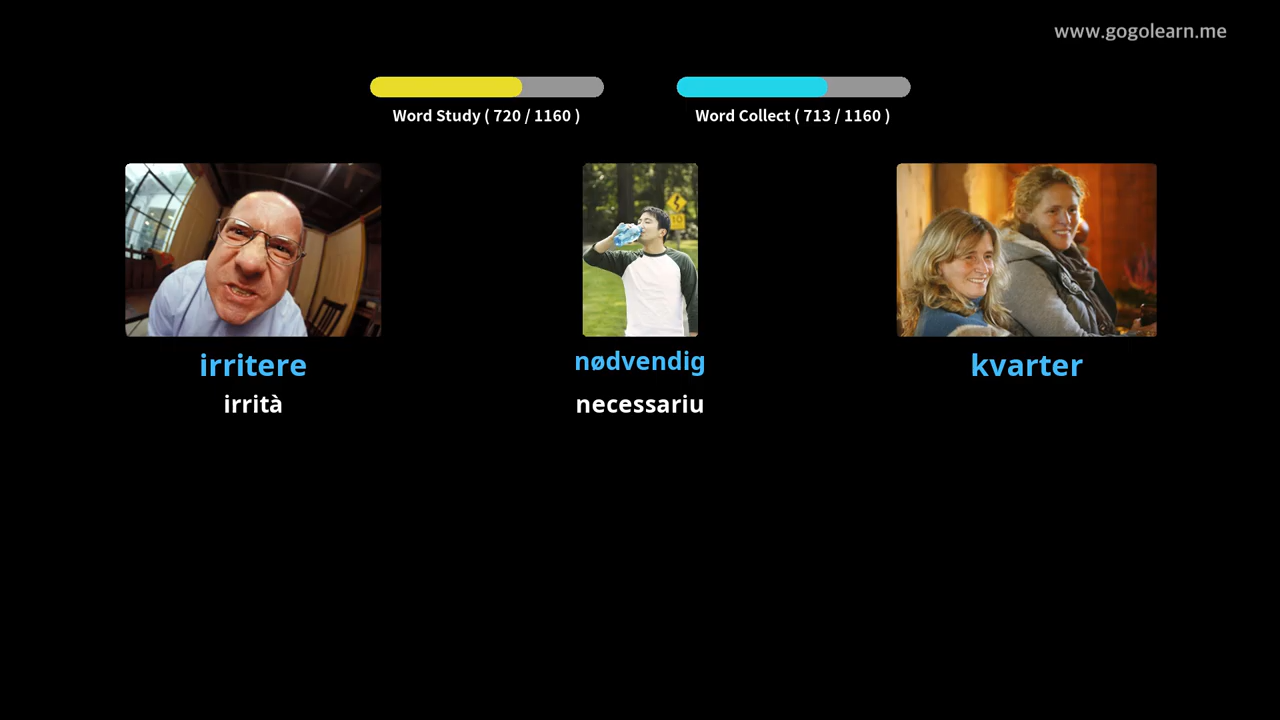 www.gogolearn.me
Word Study ( 720 / 1160 )
Word Collect ( 713 / 1160 )
irritere
nødvendig
kvarter
irrità
necessariu